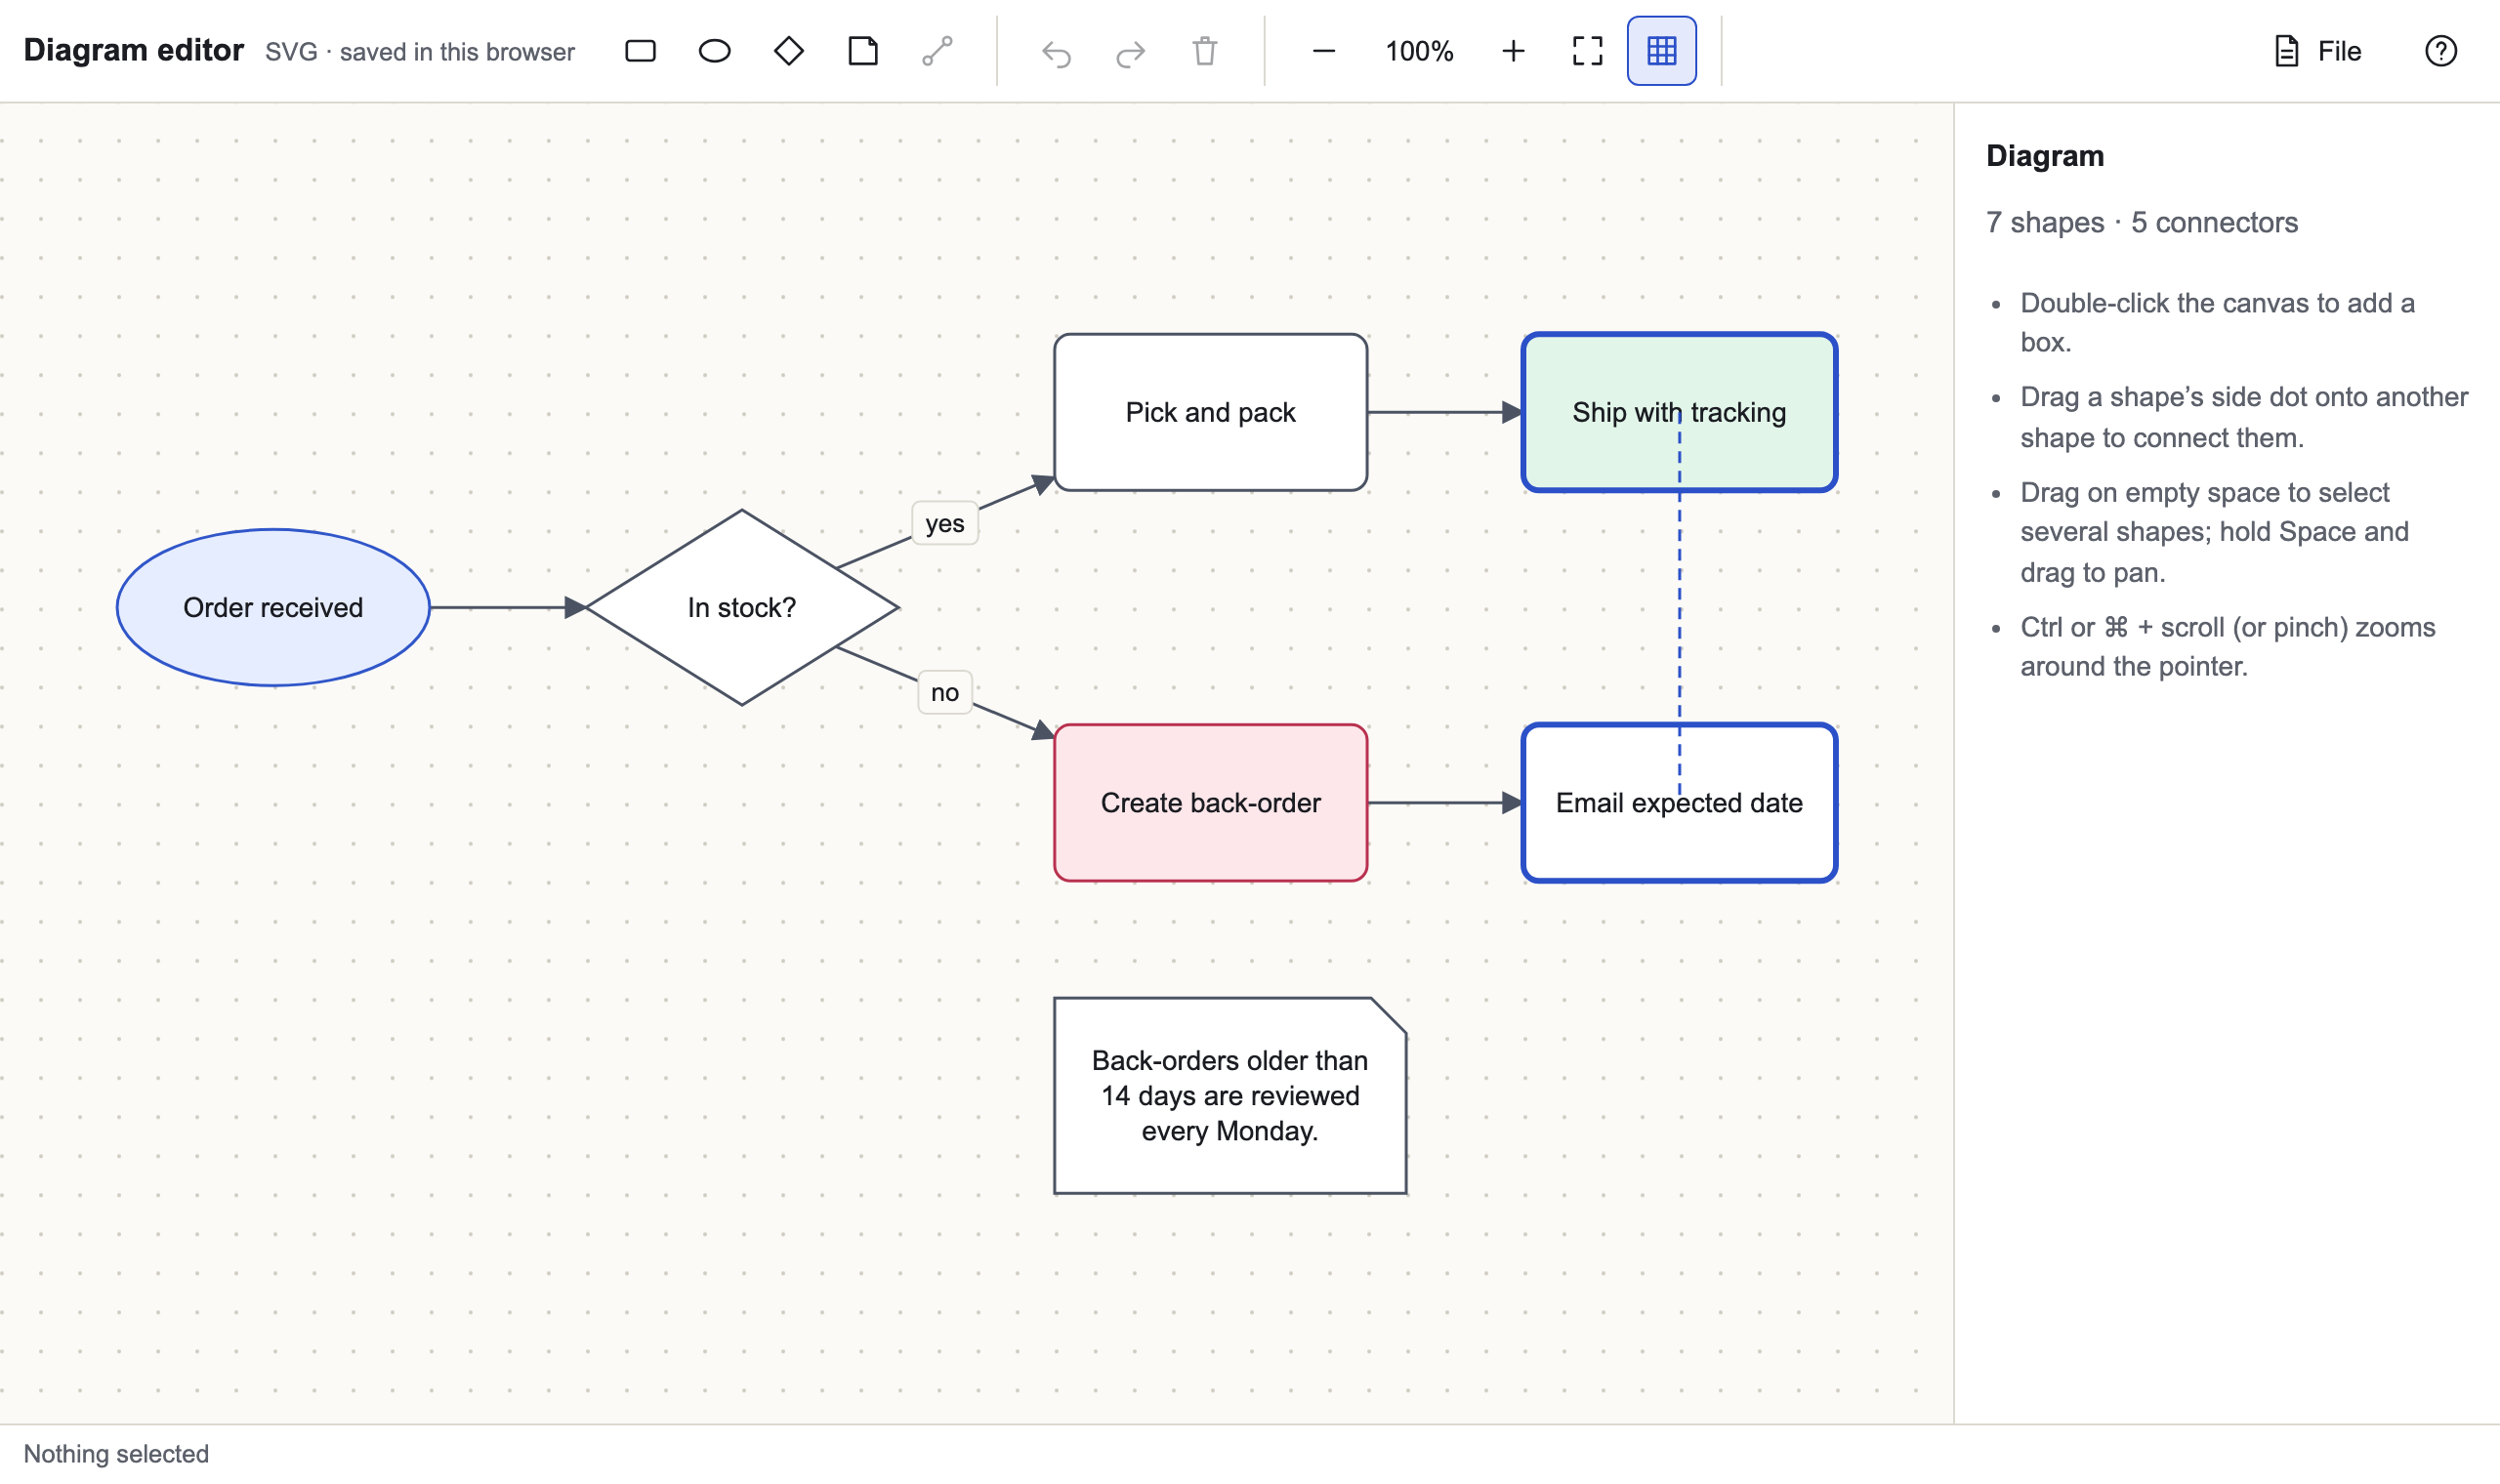 Diagram editor SVG · saved in this browser 100% File
Diagram
7 shapes · 5 connectors
Double-click the canvas to add a
box.
Drag a shape’s side dot onto another
shape to connect them.
Drag on empty space to select
several shapes; hold Space and
drag to pan.
Ctrl or ⌘ + scroll (or pinch) zooms
around the pointer.
Pick and pack
Ship with tracking
yes
Order received
In stock?
no
Create back-order
Email expected date
Back-orders older than
14 days are reviewed
every Monday.
Nothing selected